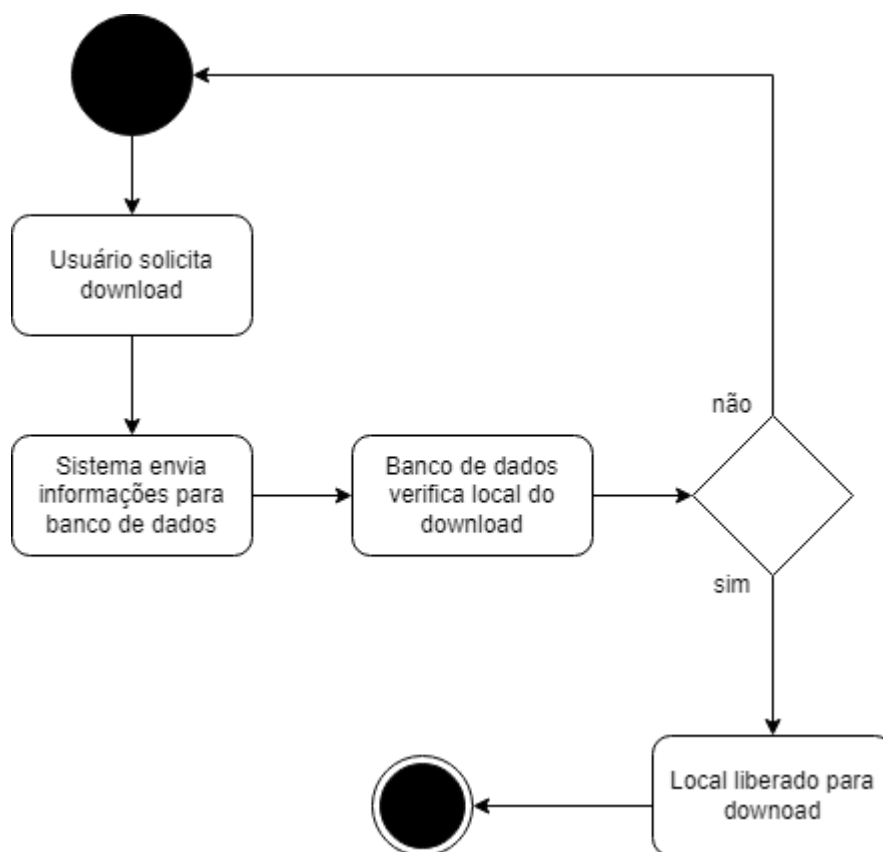 Usuário solicita
download
não
Sistema envia
informações para
banco de dados
Banco de dados
verifica local do
download
sim
Local liberado para
downoad